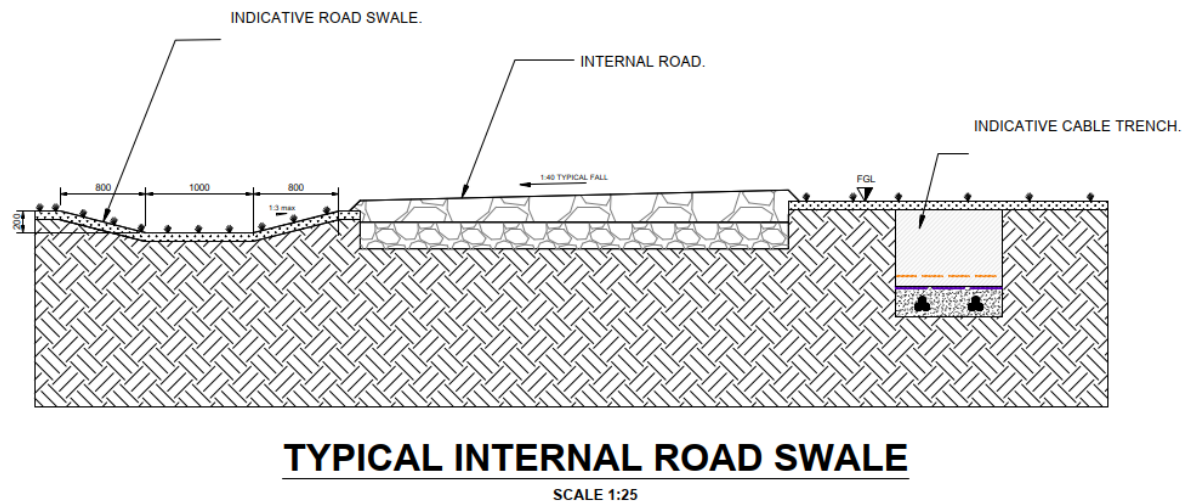 INDICATIVE ROAD SWALE.
INTERNAL ROAD.
INDICATIVE CABLE TRENCH.
800
1000
800
1:40 TYPICAL FALL
FGL
1:3 max
200
TYPICAL INTERNAL ROAD SWALE
SCALE 1:25